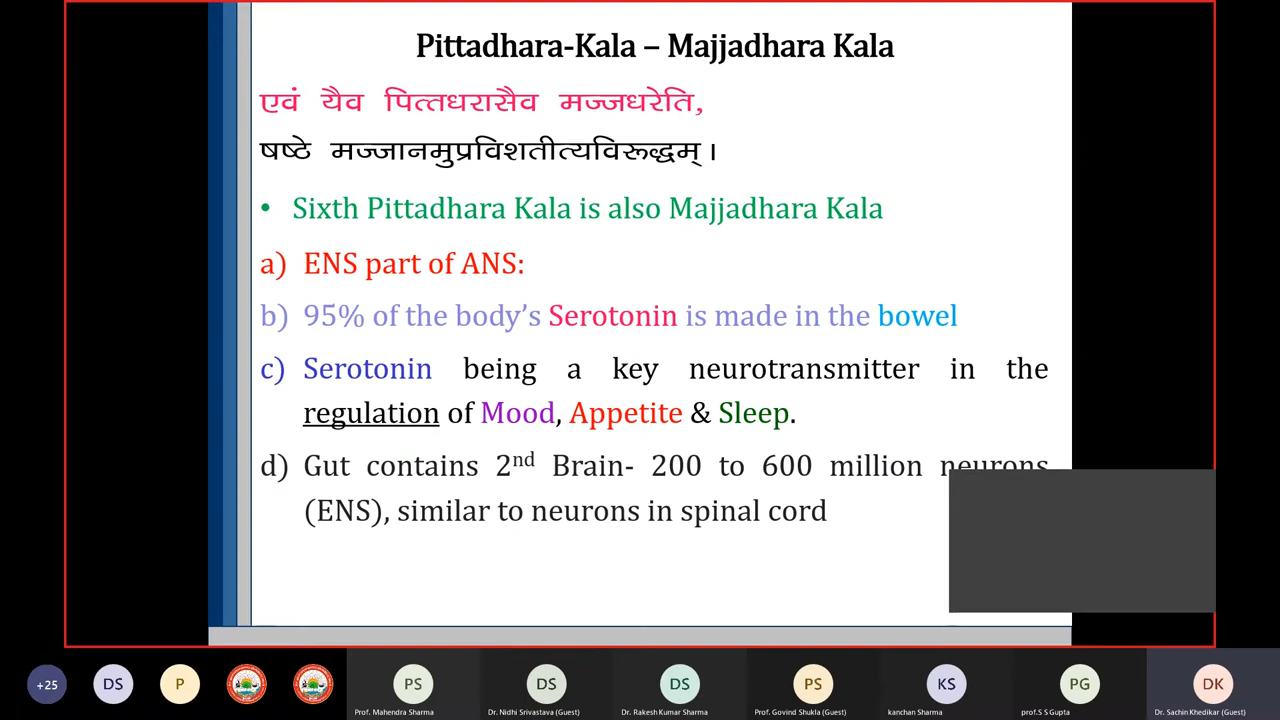 Pittadhara-Kala – Majjadhara Kala
एवं यैव पित्तधरासैव मज्जधरेति,
षष्ठे मज्जानमुप्रविशतीत्यविरूद्धम् ।
• Sixth Pittadhara Kala is also Majjadhara Kala
a) ENS part of ANS:
b) 95% of the body’s Serotonin is made in the bowel
c) Serotonin being a key neurotransmitter in the
regulation of Mood, Appetite & Sleep.
d) Gut contains 2nd Brain- 200 to 600 million neurons
(ENS), similar to neurons in spinal cord
+25 DS P PS DS DS PS KS PG DK
Prof. Mahendra Sharma Dr. Nidhi Srivastava (Guest) Dr. Rakesh Kumar Sharma Prof. Govind Shukla (Guest) kanchan Sharma prof.S S Gupta Dr. Sachin Khedikar (Guest)